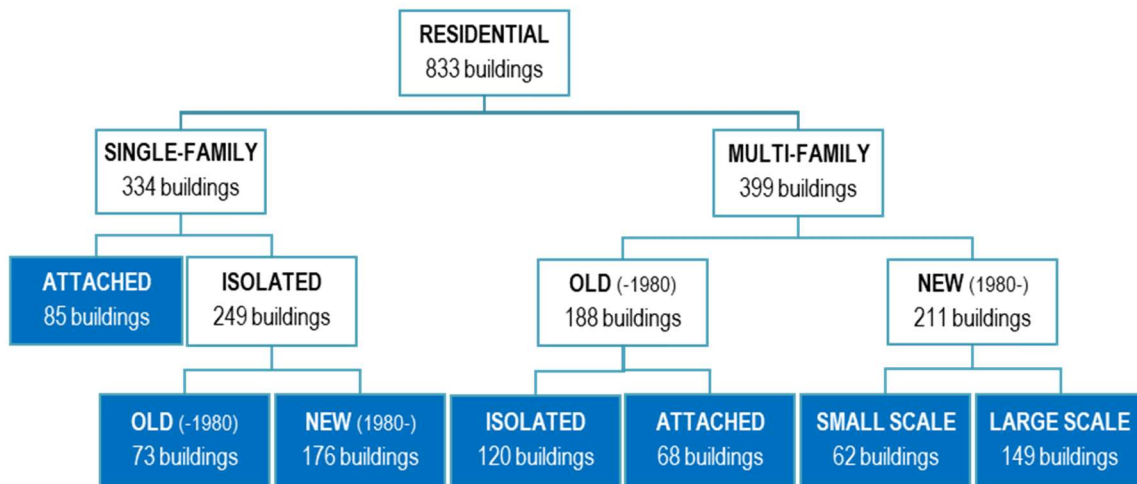 RESIDENTIAL
833 buildings
SINGLE-FAMILY
334 buildings
MULTI-FAMILY
399 buildings
ATTACHED
85 buildings
ISOLATED
249 buildings
OLD (-1980)
188 buildings
NEW (1980-)
211 buildings
OLD (-1980)
73 buildings
NEW (1980-)
176 buildings
ISOLATED
120 buildings
ATTACHED
68 buildings
SMALL SCALE
62 buildings
LARGE SCALE
149 buildings